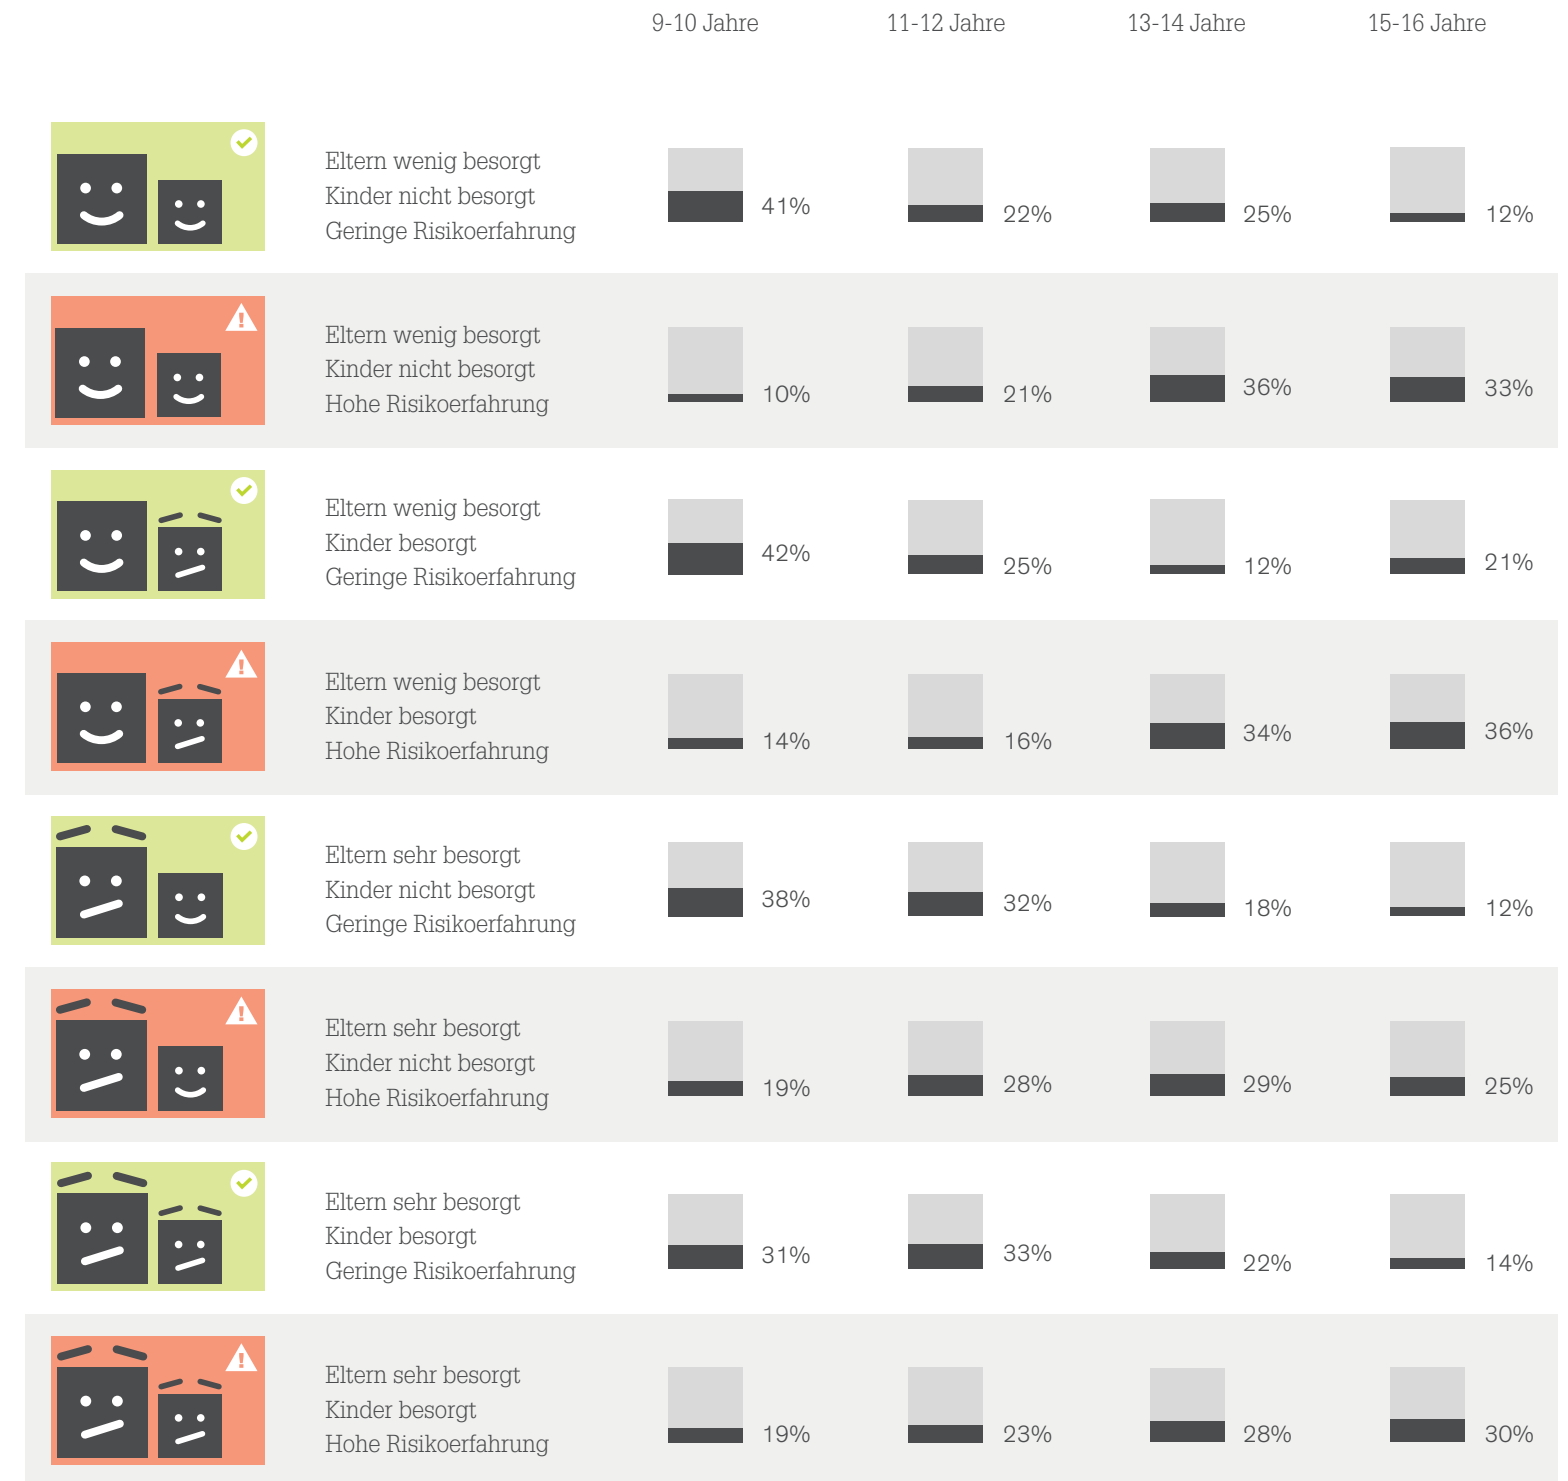 9-10 Jahre 11-12 Jahre 13-14 Jahre 15-16 Jahre
Eltern wenig besorgt
Kinder nicht besorgt
Geringe Risikoerfahrung
41% 22% 25% 12%
Eltern wenig besorgt
Kinder nicht besorgt
Hohe Risikoerfahrung
10% 21% 36% 33%
Eltern wenig besorgt
Kinder besorgt
Geringe Risikoerfahrung
42% 25% 12% 21%
Eltern wenig besorgt
Kinder besorgt
Hohe Risikoerfahrung
14% 16% 34% 36%
Eltern sehr besorgt
Kinder nicht besorgt
Geringe Risikoerfahrung
38% 32% 18% 12%
Eltern sehr besorgt
Kinder nicht besorgt
Hohe Risikoerfahrung
19% 28% 29% 25%
Eltern sehr besorgt
Kinder besorgt
Geringe Risikoerfahrung
31% 33% 22% 14%
Eltern sehr besorgt
Kinder besorgt
Hohe Risikoerfahrung
19% 23% 28% 30%